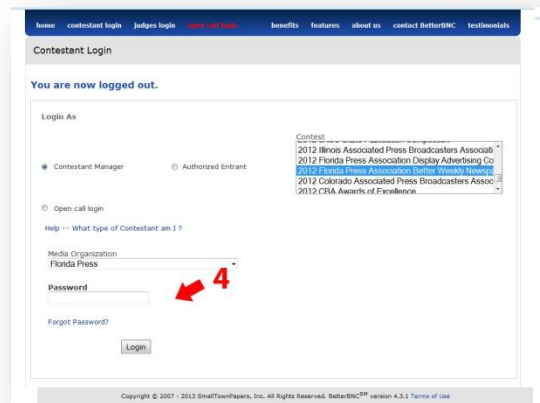 home contestant login judges login open call login benefits features about us contact BetterBNC testimonials
Contestant Login
You are now logged out.
Login As
Contest
2012 Illinois Associated Press Broadcasters Associati
2012 Florida Press Association Display Advertising Co
2012 Florida Press Association Better Weekly Newspa
2012 Colorado Associated Press Broadcasters Assoc
2012 CBA Awards of Excellence
Contestant Manager Authorized Entrant
Open call login
Help -- What type of Contestant am I ?
Media Organization
Florida Press
4
Password
Forgot Password?
Login
Copyright © 2007 - 2013 SmallTownPapers, Inc. All Rights Reserved. BetterBNC℠ version 4.3.1 Terms of Use